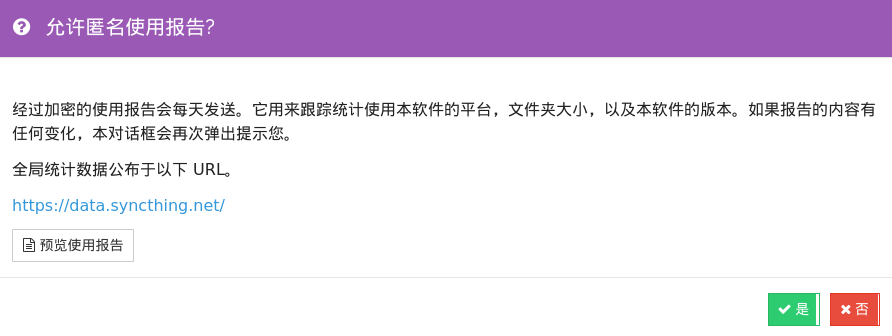 允许匿名使用报告?
经过加密的使用报告会每天发送。它用来跟踪统计使用本软件的平台，文件夹大小，以及本软件的版本。如果报告的内容有
任何变化，本对话框会再次弹出提示您。
全局统计数据公布于以下 URL。
https://data.syncthing.net/
预览使用报告
是
否